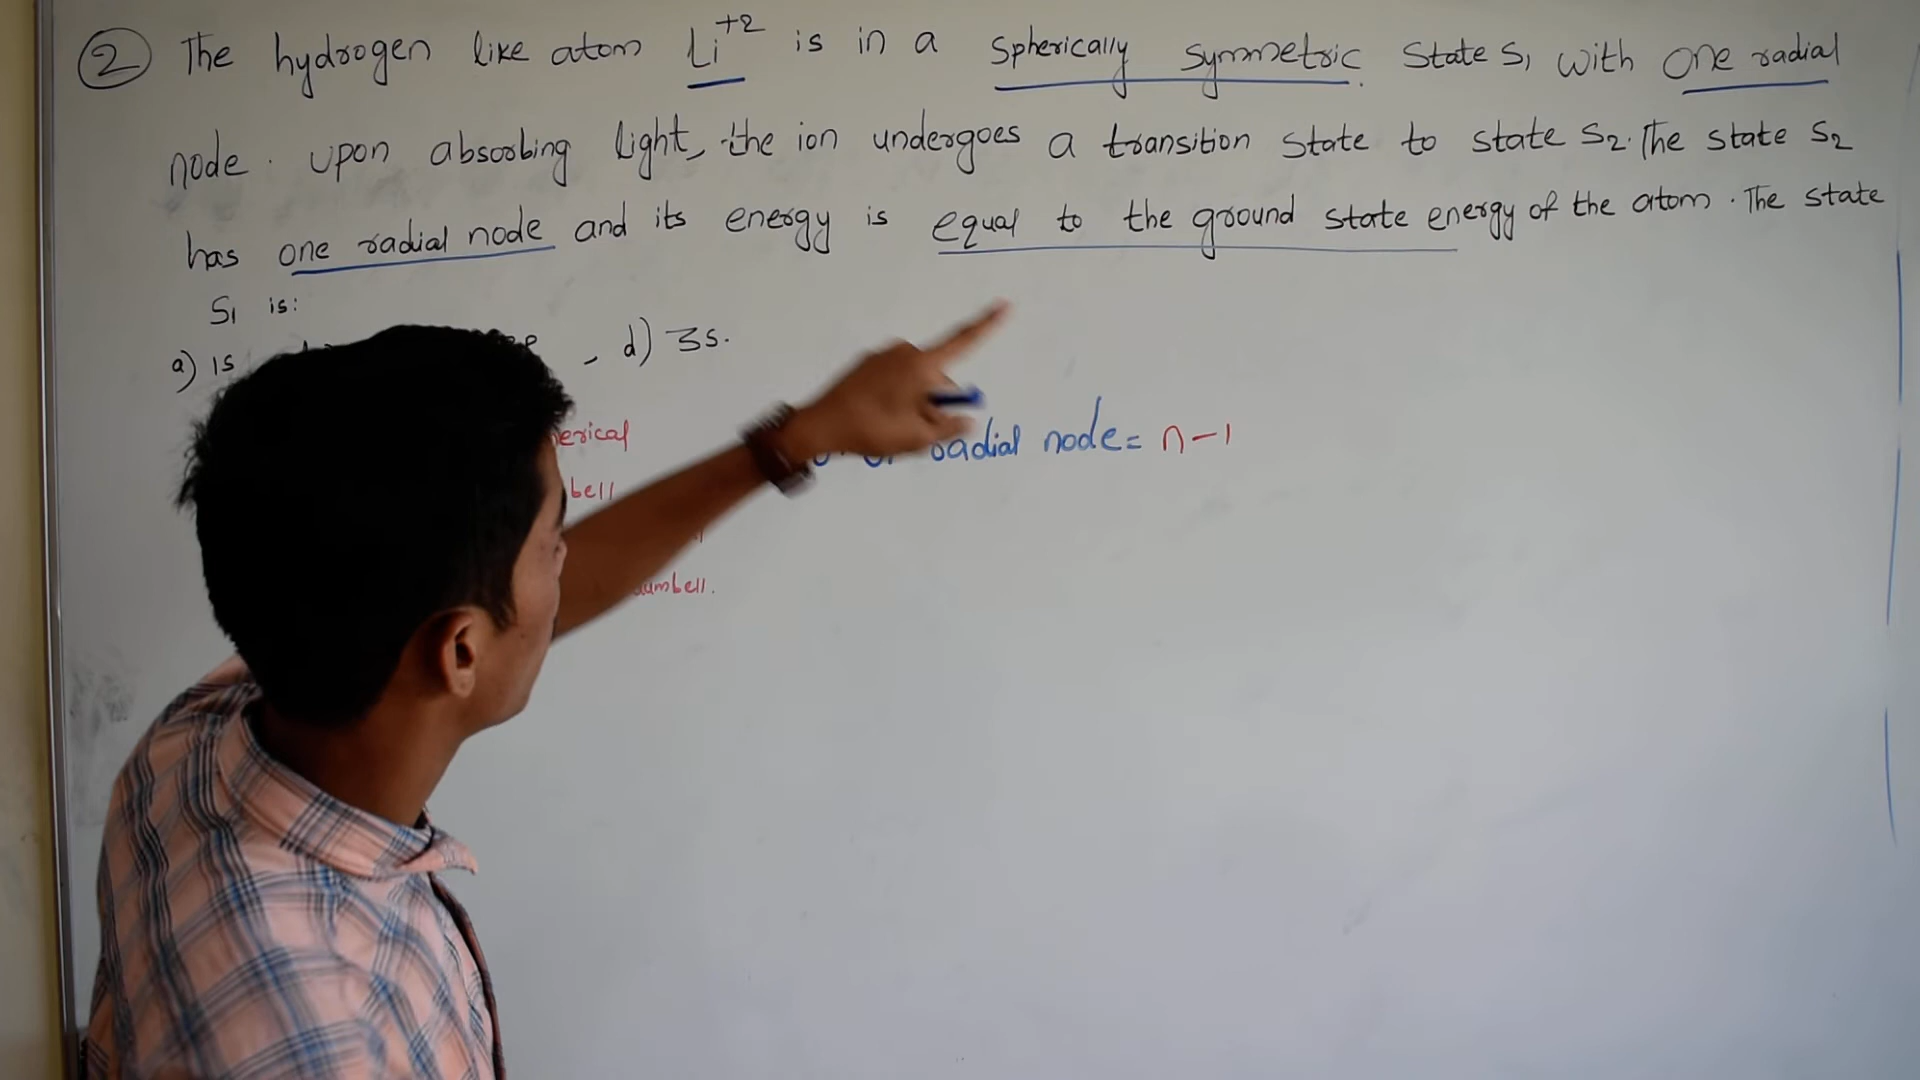 ② The hydrogen like atom Li+2 is in a Spherically Symmetric State S1 with one radial
node. upon absorbing light, the ion undergoes a transition state to state S2. The state S2
has one radial node and its energy is equal to the ground state energy of the atom. The state
S1 is:
a) 1s d) 3s.
radial node = n-1